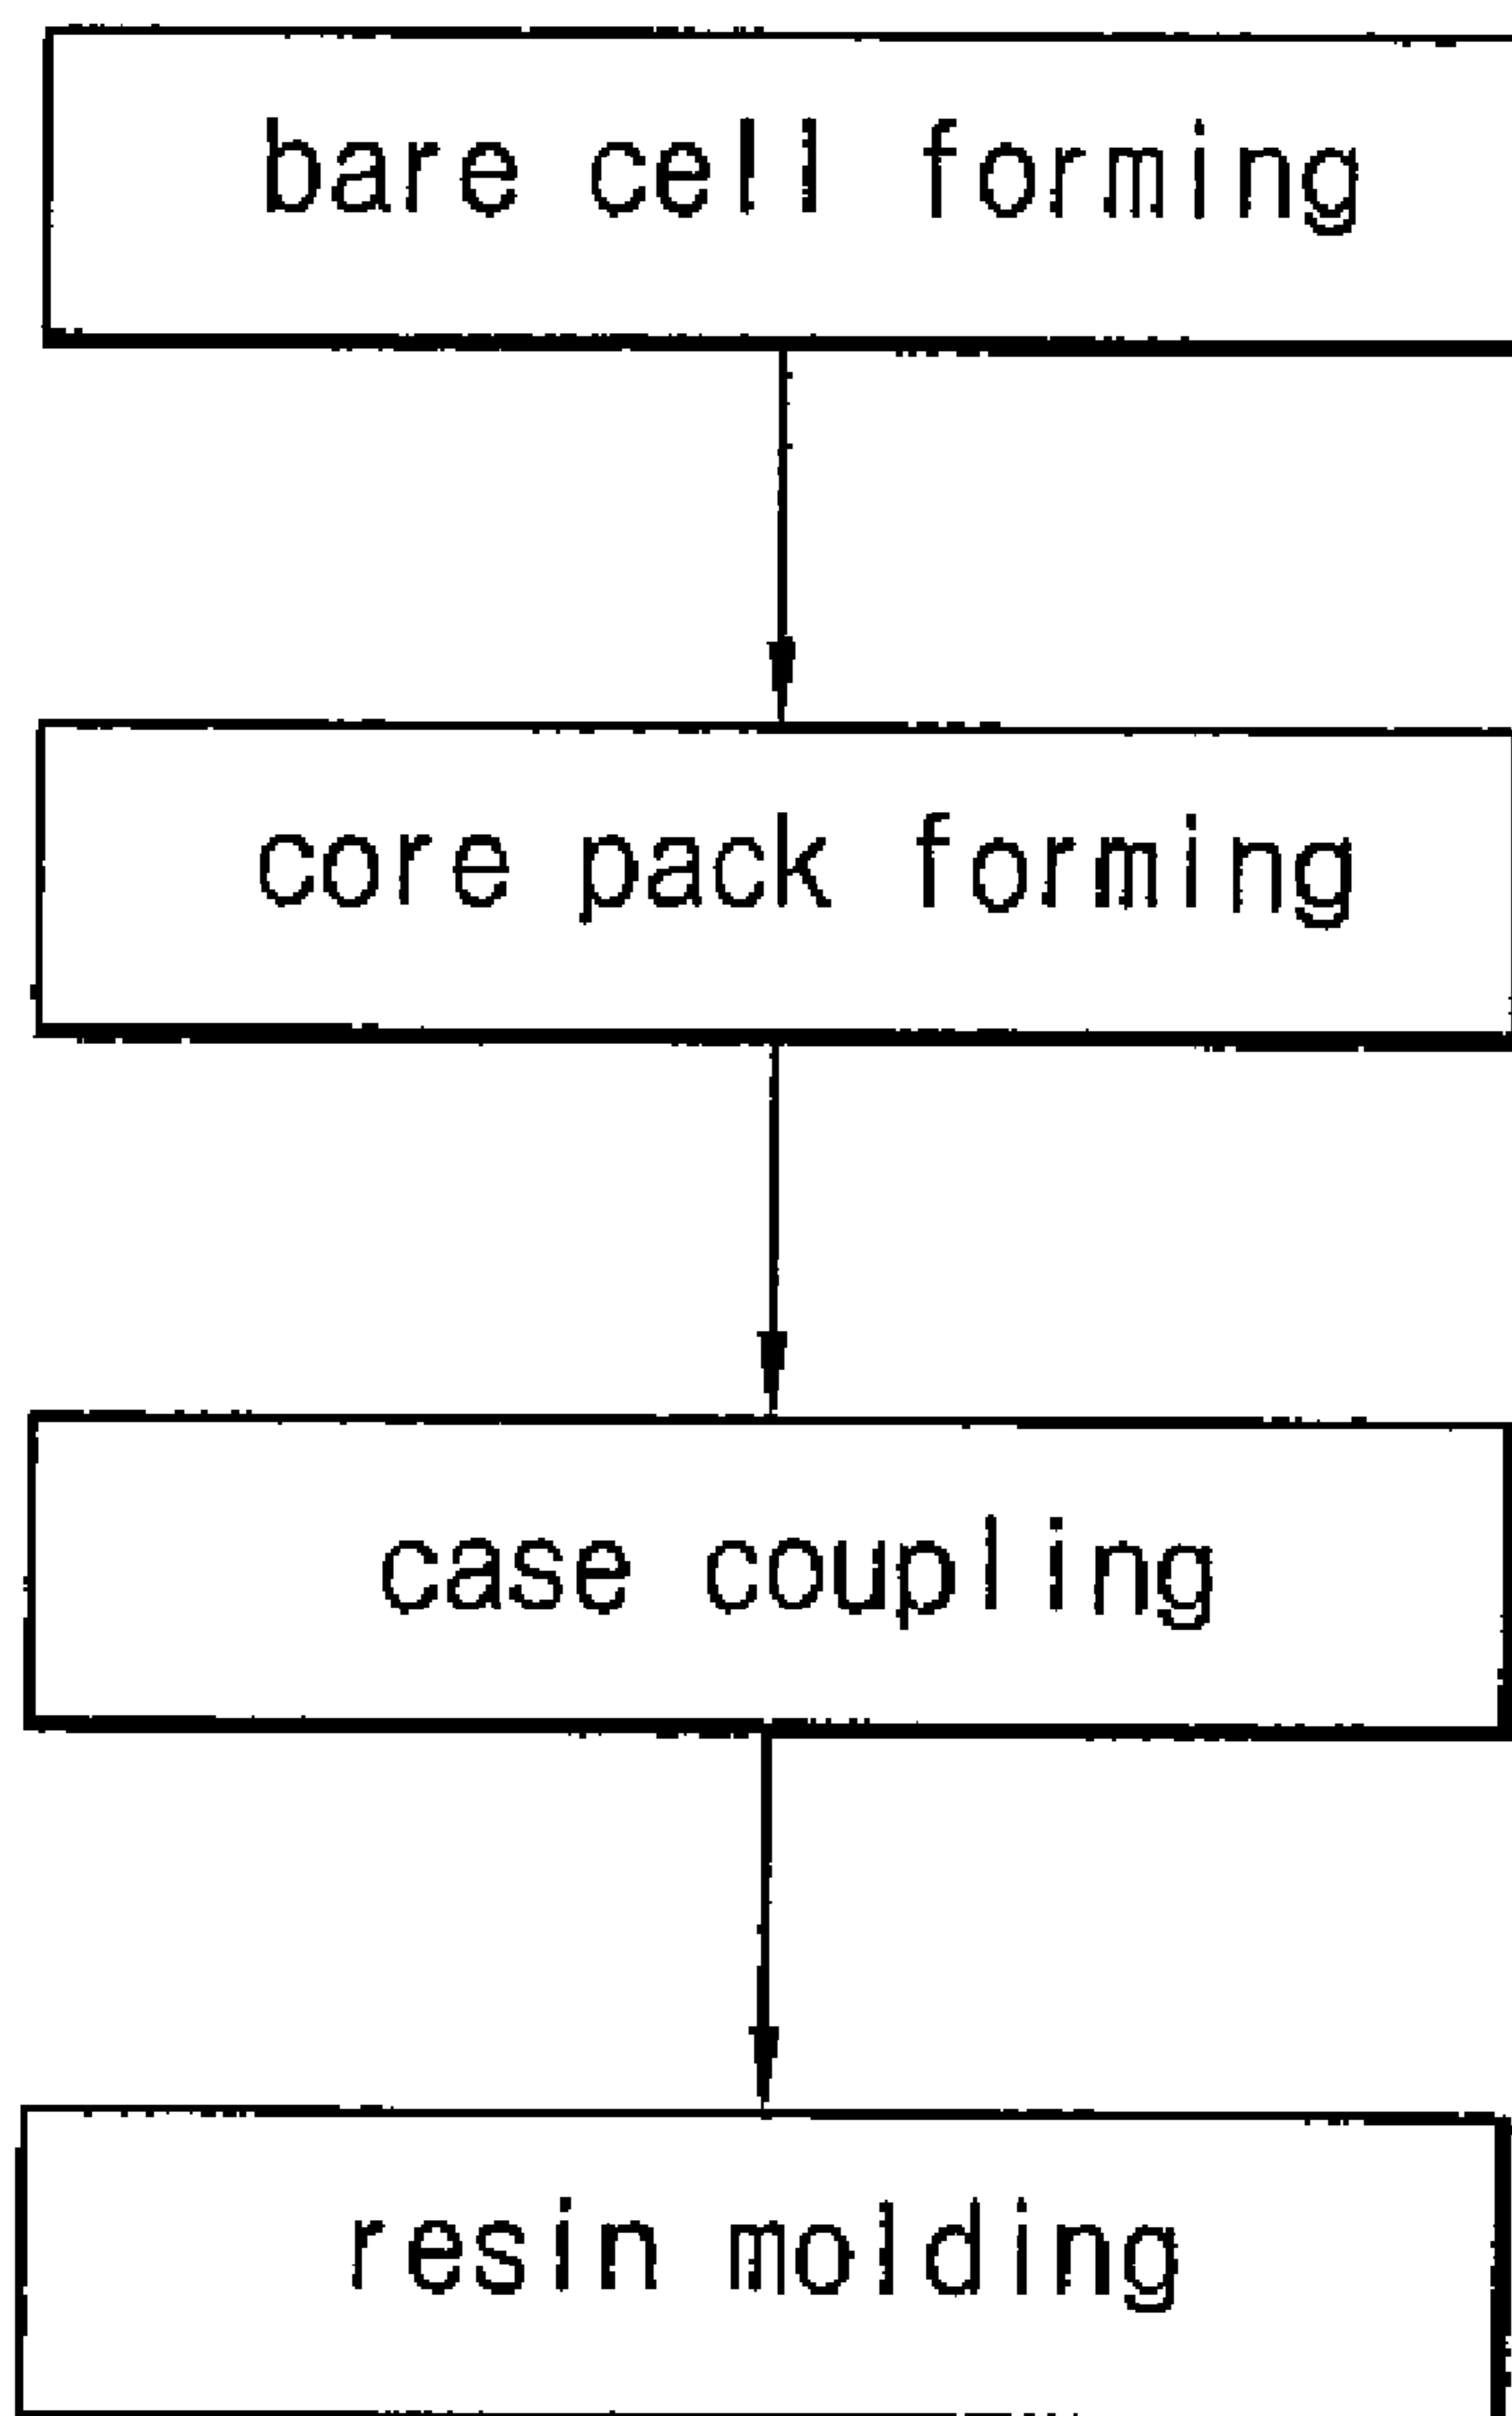 bare cell forming
core pack forming
case coupling
resin molding